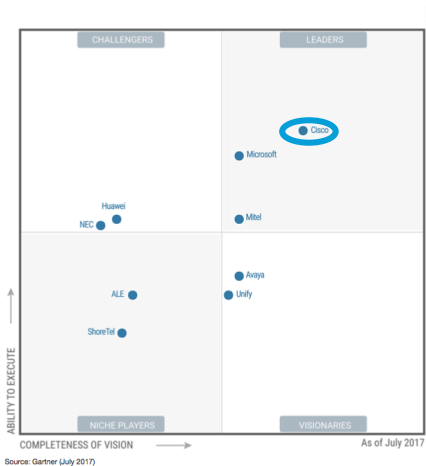 CHALLENGERS
LEADERS
Cisco
Microsoft
Huawei
NEC
Mitel
Avaya
ALE
Unify
ShoreTel
ABILITY TO EXECUTE
NICHE PLAYERS
VISIONARIES
COMPLETENESS OF VISION
As of July 2017
Source: Gartner (July 2017)